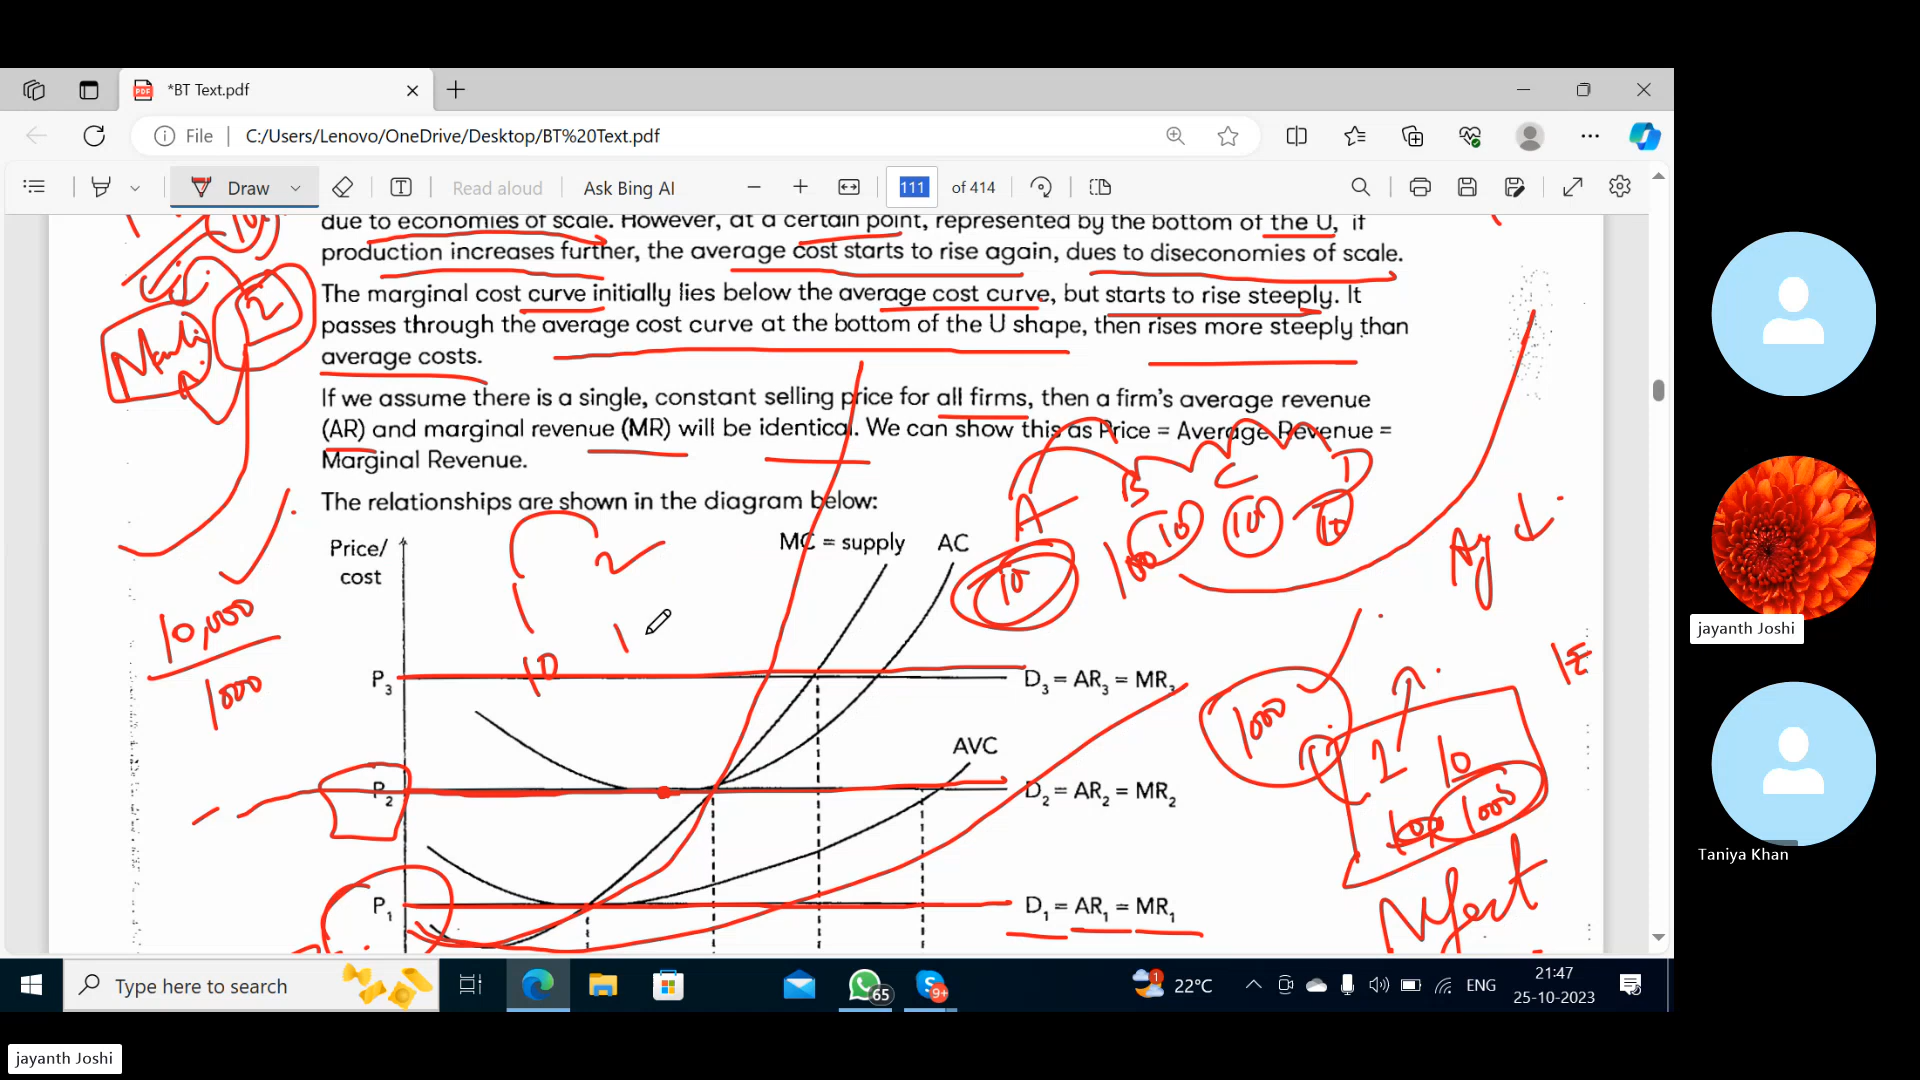 *BT Text.pdf
File | C:/Users/Lenovo/OneDrive/Desktop/BT%20Text.pdf
Draw
Read aloud
Ask Bing AI
111 of 414
due to economies of scale. However, at a certain point, represented by the bottom of the U, if
production increases further, the average cost starts to rise again, dues to diseconomies of scale.
The marginal cost curve initially lies below the average cost curve, but starts to rise steeply. It
passes through the average cost curve at the bottom of the U shape, then rises more steeply than
average costs.
If we assume there is a single, constant selling price for all firms, then a firm's average revenue
(AR) and marginal revenue (MR) will be identical. We can show this as Price = Average Revenue =
Marginal Revenue.
The relationships are shown in the diagram below:
Price/
cost
MC = supply
AC
2
2
A B C D
10
10
10
10
100
10,000
1000
10
1
P3
D3 = AR3 = MR3
1000
10
1000
AVC
P2
D2 = AR2 = MR2
P1
D1 = AR1 = MR1
jayanth Joshi
Taniya Khan
Type here to search
65
9+
1
22°C
ENG
21:47
25-10-2023
jayanth Joshi